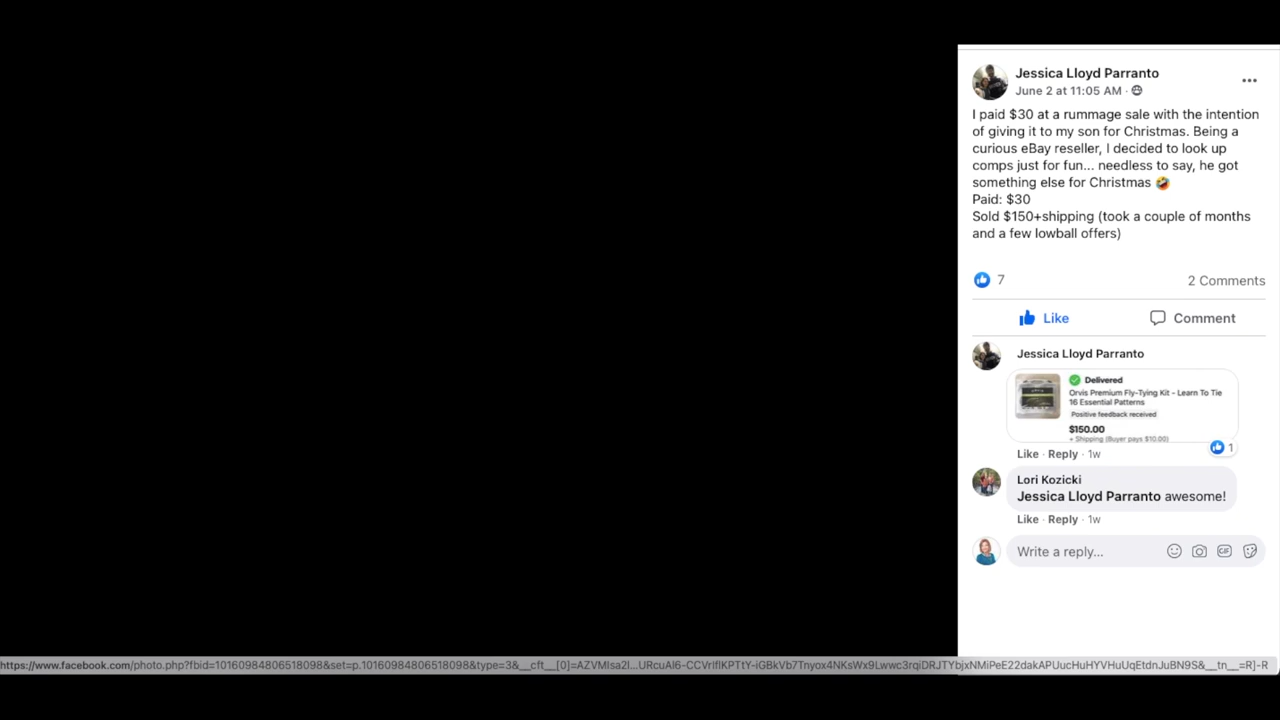 Jessica Lloyd Parranto
June 2 at 11:05 AM ·
I paid $30 at a rummage sale with the intention
of giving it to my son for Christmas. Being a
curious eBay reseller, I decided to look up
comps just for fun... needless to say, he got
something else for Christmas 🤣
Paid: $30
Sold $150+shipping (took a couple of months
and a few lowball offers)
7 2 Comments
Like Comment
Jessica Lloyd Parranto
Delivered
Orvis Premium Fly-Tying Kit - Learn To Tie
16 Essential Patterns
Positive feedback received
$150.00
+ Shipping (Buyer pays $10.00)
1
Like · Reply · 1w
Lori Kozicki
Jessica Lloyd Parranto awesome!
Like · Reply · 1w
Write a reply... GIF